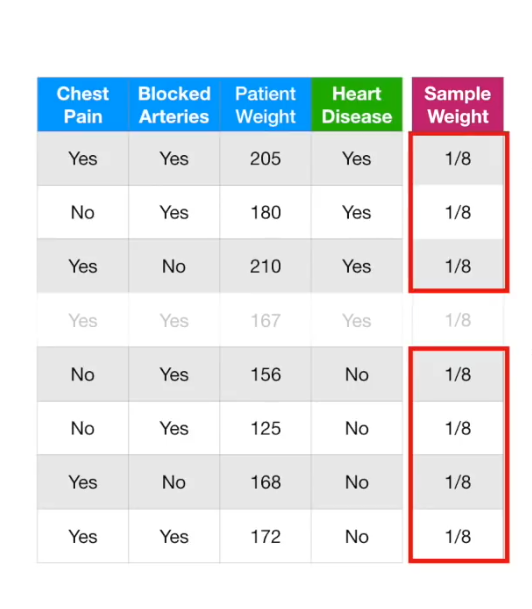 Chest Pain Blocked Arteries Patient Weight Heart Disease Sample Weight
Yes Yes 205 Yes 1/8
No Yes 180 Yes 1/8
Yes No 210 Yes 1/8
Yes Yes 167 Yes 1/8
No Yes 156 No 1/8
No Yes 125 No 1/8
Yes No 168 No 1/8
Yes Yes 172 No 1/8